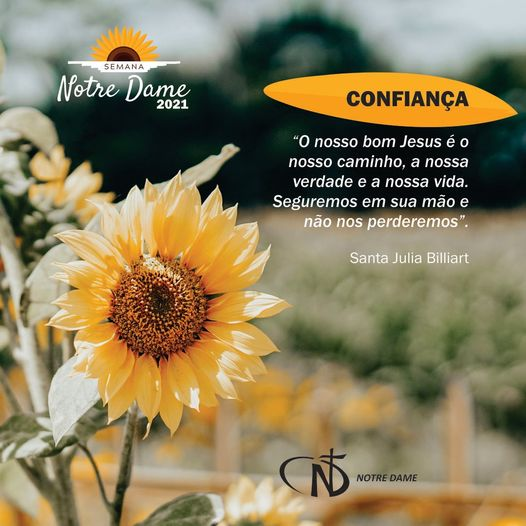 SEMANA
Notre Dame
2021
CONFIANÇA
“O nosso bom Jesus é o
nosso caminho, a nossa
verdade e a nossa vida.
Seguremos em sua mão e
não nos perderemos”.
Santa Julia Billiart
ND
NOTRE DAME